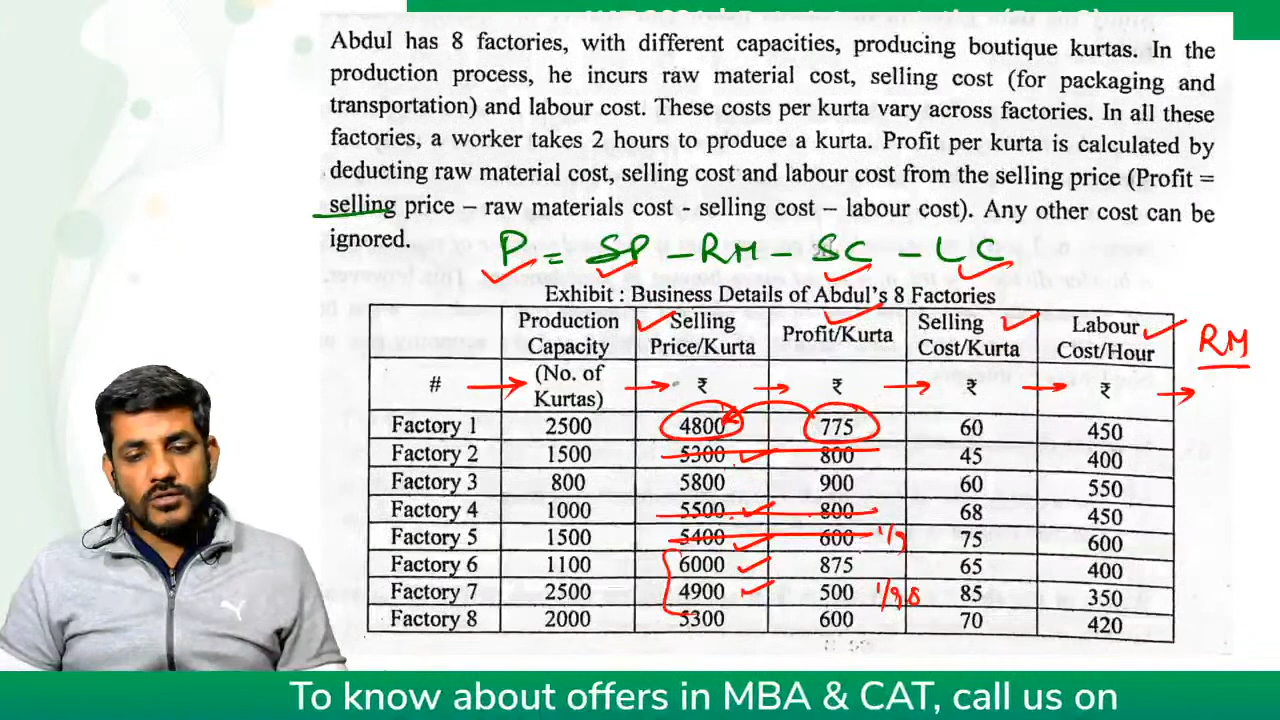 Abdul has 8 factories, with different capacities, producing boutique kurtas. In the
production process, he incurs raw material cost, selling cost (for packaging and
transportation) and labour cost. These costs per kurta vary across factories. In all these
factories, a worker takes 2 hours to produce a kurta. Profit per kurta is calculated by
deducting raw material cost, selling cost and labour cost from the selling price (Profit =
selling price – raw materials cost - selling cost – labour cost). Any other cost can be
ignored.
P = SP - RM - SC - LC
Exhibit : Business Details of Abdul's 8 Factories
Production Capacity Selling Price/Kurta Profit/Kurta Selling Cost/Kurta Labour Cost/Hour RM
# (No. of Kurtas) ₹ ₹ ₹ ₹
Factory 1 2500 4800 775 60 450
Factory 2 1500 5300 800 45 400
Factory 3 800 5800 900 60 550
Factory 4 1000 5500 800 68 450
Factory 5 1500 5400 600 1/9 75 600
Factory 6 1100 6000 875 65 400
Factory 7 2500 4900 500 1/9.8 85 350
Factory 8 2000 5300 600 70 420
To know about offers in MBA & CAT, call us on